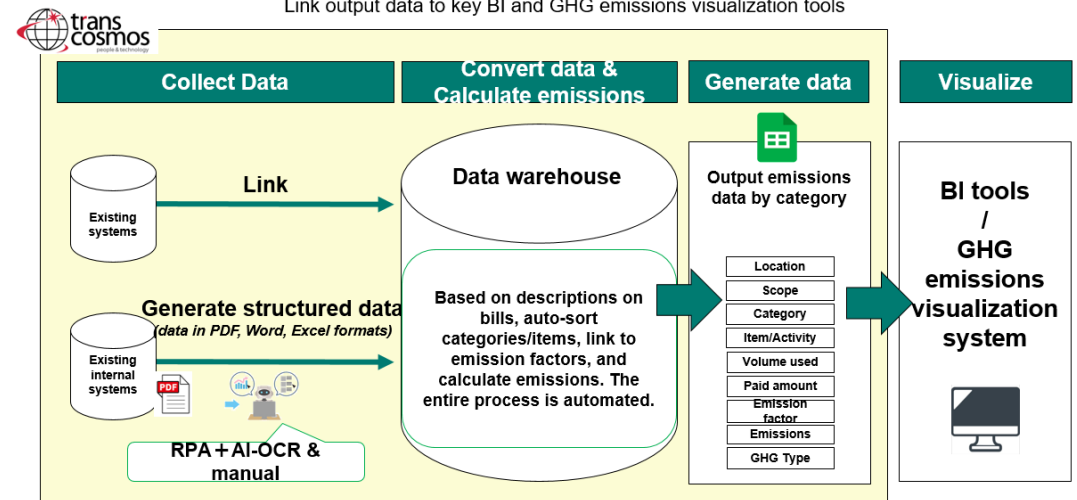 Link output data to key BI and GHG emissions visualization tools
trans
cosmos
people & technology
Collect Data
Convert data &
Calculate emissions
Generate data
Visualize
Existing
systems
Link
Generate structured data
(data in PDF, Word, Excel formats)
Existing
internal
systems
PDF
RPA+AI-OCR &
manual
Data warehouse
Based on descriptions on
bills, auto-sort
categories/items, link to
emission factors, and
calculate emissions. The
entire process is automated.
Output emissions
data by category
Location
Scope
Category
Item/Activity
Volume used
Paid amount
Emission
factor
Emissions
GHG Type
BI tools
/
GHG
emissions
visualization
system